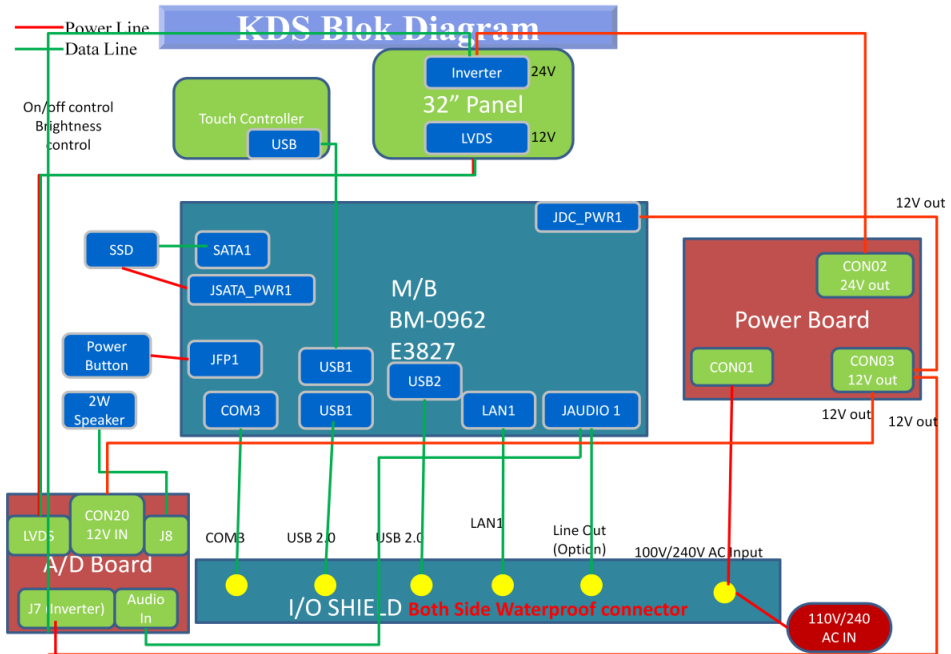 KDS Blok Diagram
Power Line
Data Line
Inverter
24V
32” Panel
LVDS
12V
On/off control
Brightness
control
Touch Controller
USB
12V out
JDC_PWR1
SSD
SATA1
JSATA_PWR1
M/B
BM-0962
E3827
CON02
24V out
Power Board
Power
Button
JFP1
USB1
USB2
CON01
CON03
12V out
2W
Speaker
COM3
USB1
LAN1
JAUDIO 1
12V out
12V out
LVDS
CON20
12V IN
J8
A/D Board
J7 (Inverter)
Audio
In
COM3
USB 2.0
USB 2.0
LAN1
Line Out
(Option)
100V/240V AC Input
I/O SHIELD Both Side Waterproof connector
110V/240
AC IN